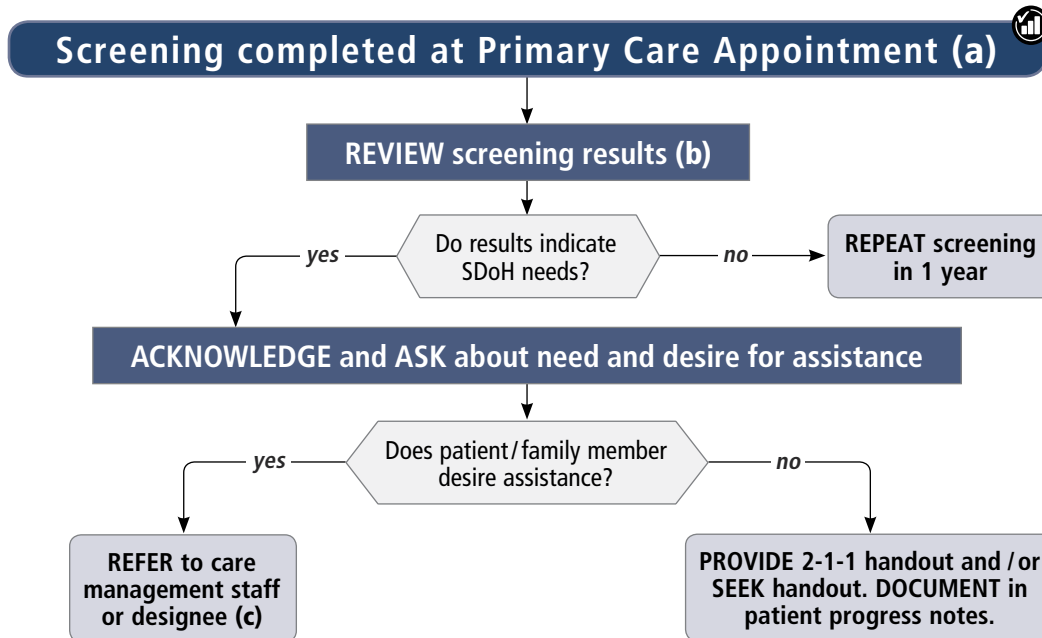 Screening completed at Primary Care Appointment (a)
REVIEW screening results (b)
Do results indicate
SDoH needs?
yes
no
REPEAT screening
in 1 year
ACKNOWLEDGE and ASK about need and desire for assistance
Does patient/family member
desire assistance?
yes
no
REFER to care
management staff
or designee (c)
PROVIDE 2-1-1 handout and /or
SEEK handout. DOCUMENT in
patient progress notes.